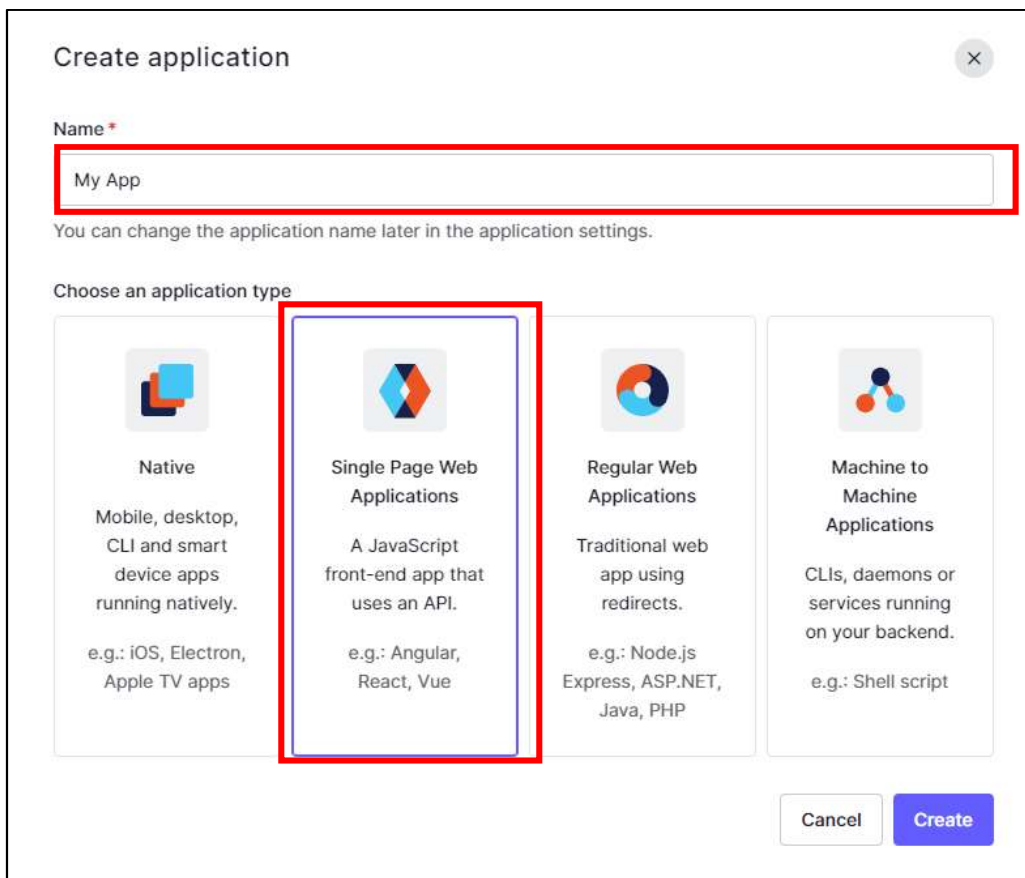 Create application
Name *
My App
You can change the application name later in the application settings.
Choose an application type
Native
Mobile, desktop,
CLI and smart
device apps
running natively.
e.g.: iOS, Electron,
Apple TV apps
Single Page Web
Applications
A JavaScript
front-end app that
uses an API.
e.g.: Angular,
React, Vue
Regular Web
Applications
Traditional web
app using
redirects.
e.g.: Node.js
Express, ASP.NET,
Java, PHP
Machine to
Machine
Applications
CLIs, daemons or
services running
on your backend.
e.g.: Shell script
Cancel
Create